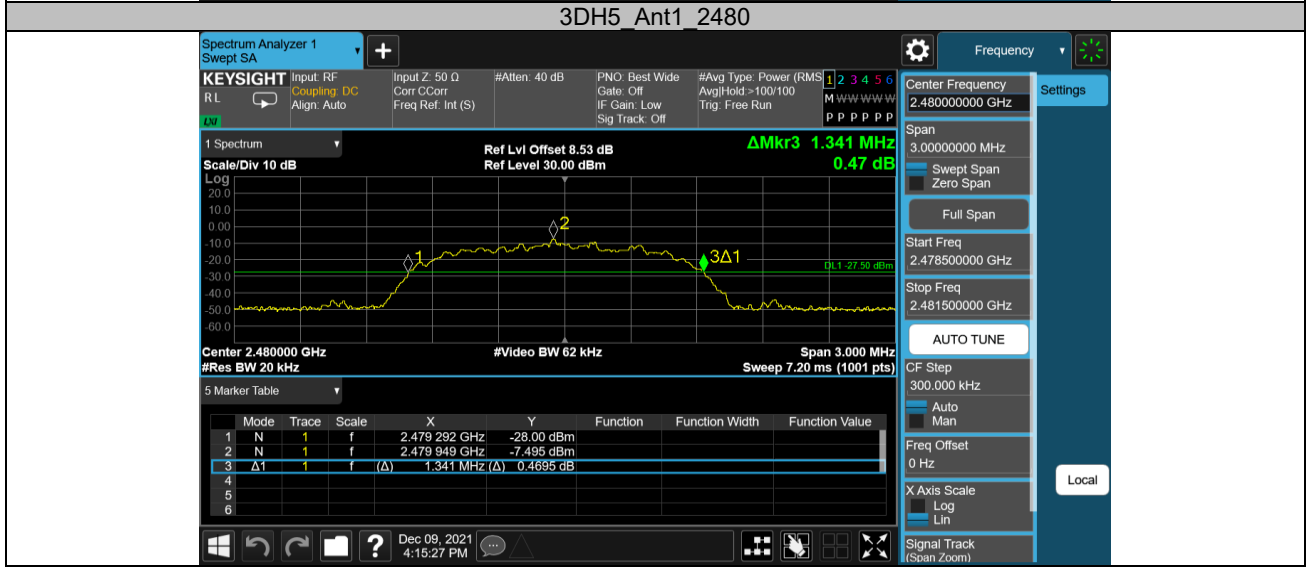 3DH5_Ant1_2480
Spectrum Analyzer 1
Swept SA
Frequency
KEYSIGHT
R L
LXI
Input: RF
Coupling: DC
Align: Auto
Input Z: 50 Ω
Corr CCorr
Freq Ref: Int (S)
#Atten: 40 dB
PNO: Best Wide
Gate: Off
IF Gain: Low
Sig Track: Off
#Avg Type: Power (RMS
Avg|Hold:>100/100
Trig: Free Run
1 2 3 4 5 6
M W W W W W
P P P P P P
1 Spectrum
Scale/Div 10 dB
Ref Lvl Offset 8.53 dB
Ref Level 30.00 dBm
ΔMkr3 1.341 MHz
0.47 dB
Log
20.0
10.0
0.00
-10.0
-20.0
-30.0
-40.0
-50.0
-60.0
1
2
3Δ1
DL1 -27.50 dBm
Center 2.480000 GHz
#Res BW 20 kHz
#Video BW 62 kHz
Span 3.000 MHz
Sweep 7.20 ms (1001 pts)
5 Marker Table
Mode Trace Scale X Y Function Function Width Function Value
1 N 1 f 2.479 292 GHz -28.00 dBm
2 N 1 f 2.479 949 GHz -7.495 dBm
3 Δ1 1 f (Δ) 1.341 MHz (Δ) 0.4695 dB
4
5
6
Dec 09, 2021
4:15:27 PM
Center Frequency
2.480000000 GHz
Span
3.00000000 MHz
Swept Span
Zero Span
Full Span
Start Freq
2.478500000 GHz
Stop Freq
2.481500000 GHz
AUTO TUNE
CF Step
300.000 kHz
Auto
Man
Freq Offset
0 Hz
X Axis Scale
Log
Lin
Signal Track
(Span Zoom)
Settings
Local